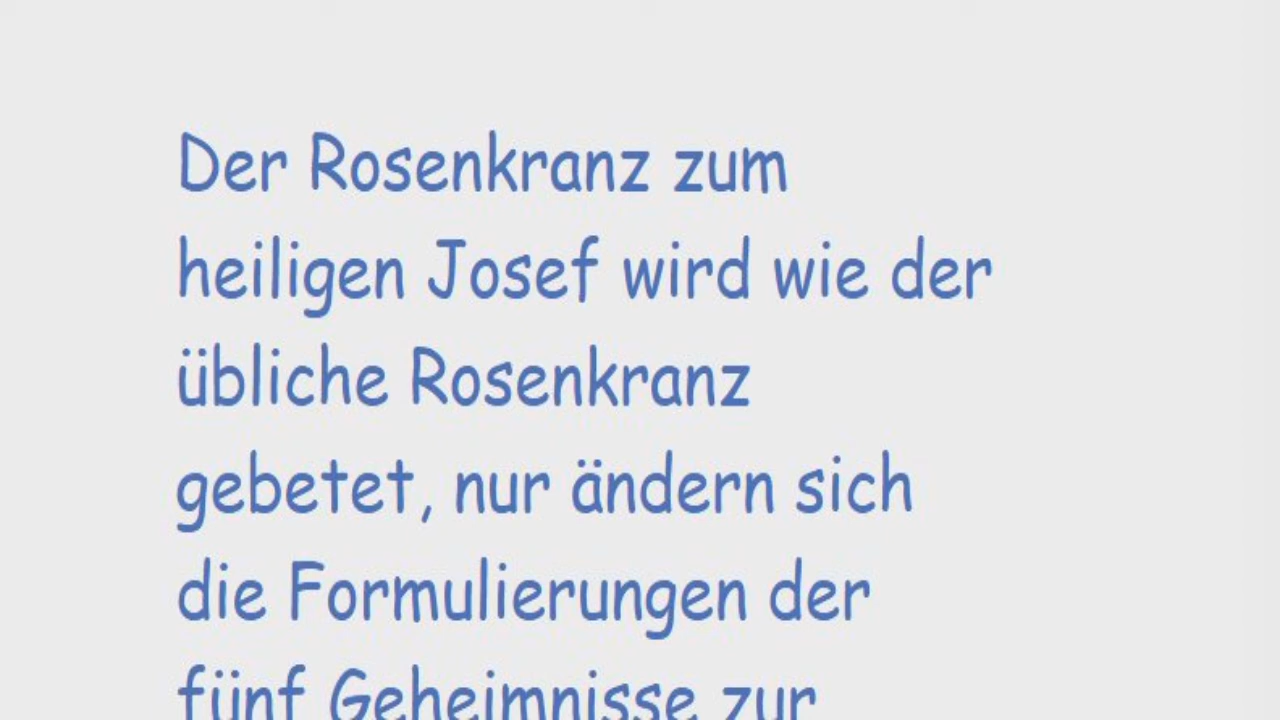 Der Rosenkranz zum
heiligen Josef wird wie der
übliche Rosenkranz
gebetet, nur ändern sich
die Formulierungen der
fünf Geheimnisse zur